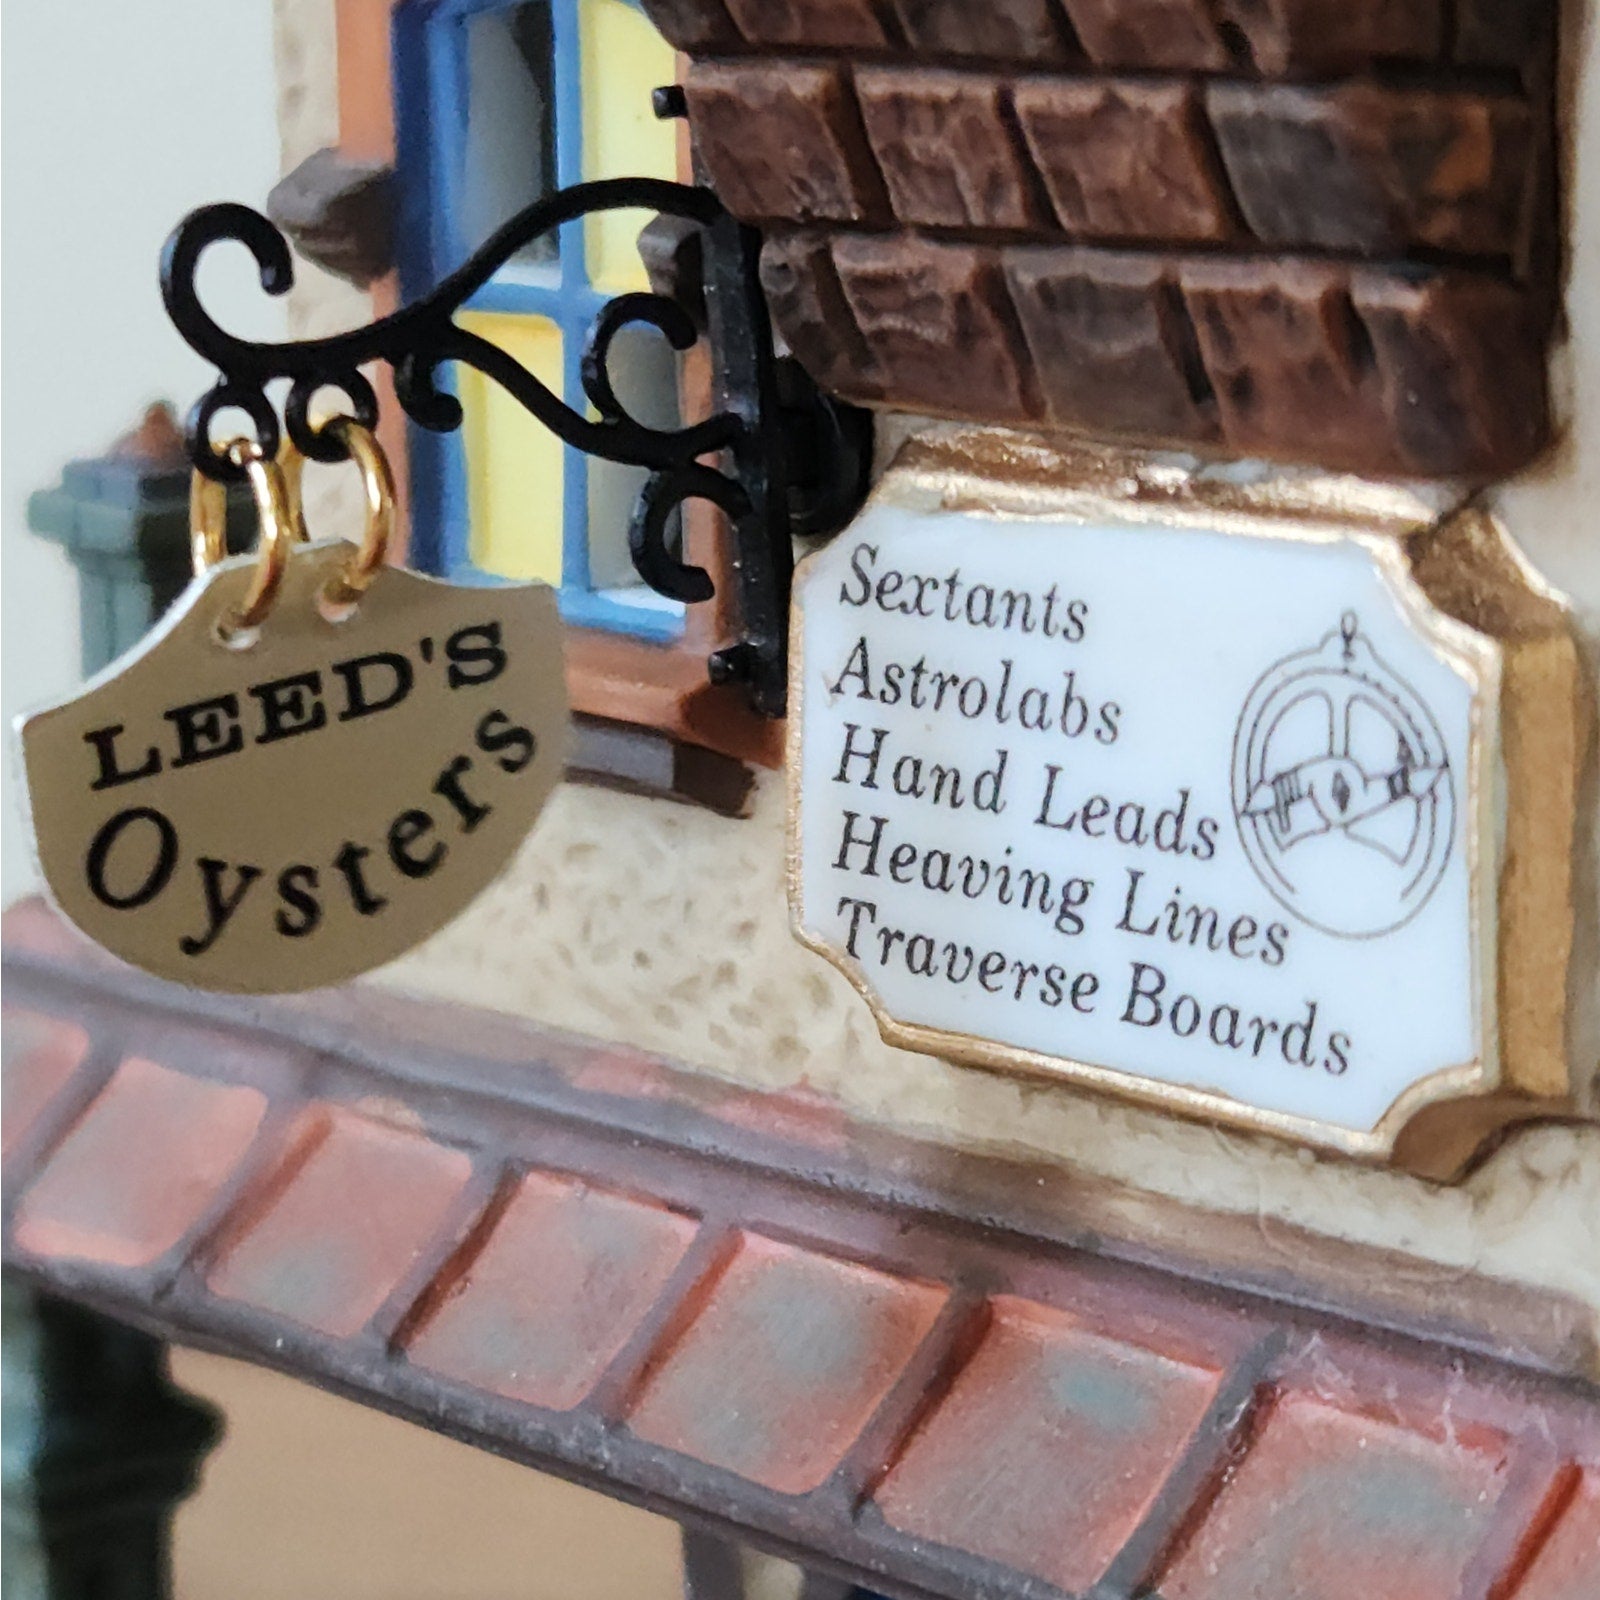 LEED'S
Oysters
Sextants
Astrolabs
Hand Leads
Heaving Lines
Traverse Boards